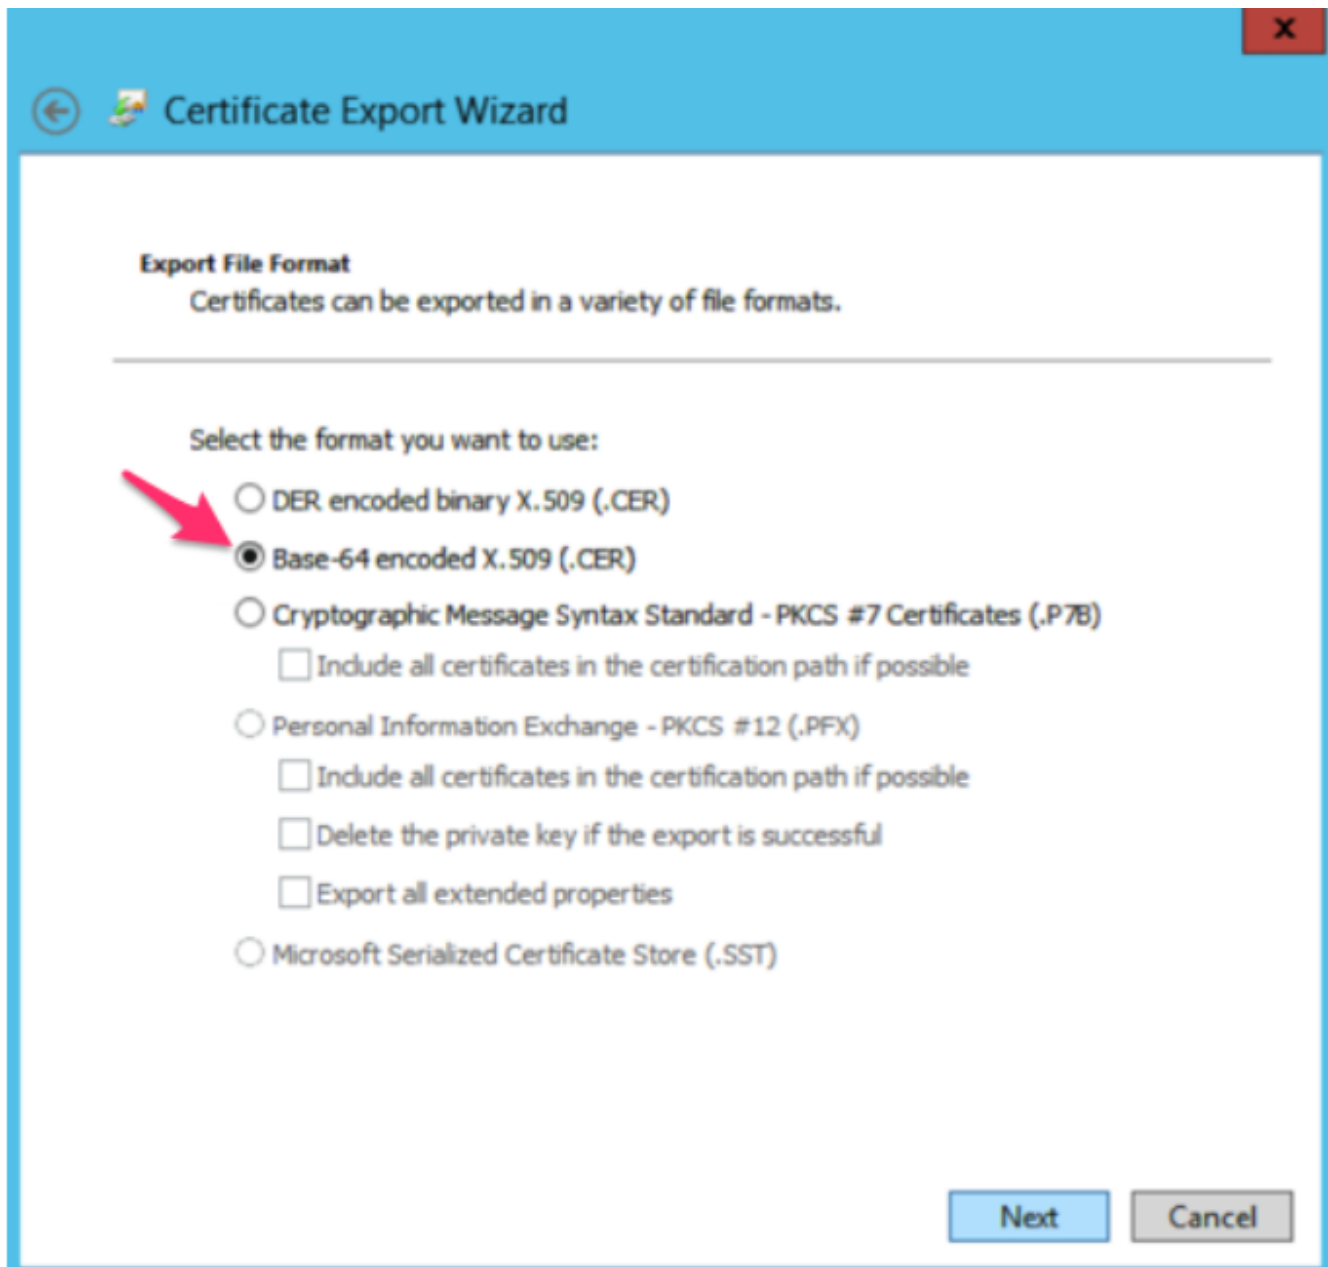 x
Certificate Export Wizard
Export File Format
Certificates can be exported in a variety of file formats.
Select the format you want to use:
DER encoded binary X.509 (.CER)
Base-64 encoded X.509 (.CER)
Cryptographic Message Syntax Standard - PKCS #7 Certificates (.P7B)
Include all certificates in the certification path if possible
Personal Information Exchange - PKCS #12 (.PFX)
Include all certificates in the certification path if possible
Delete the private key if the export is successful
Export all extended properties
Microsoft Serialized Certificate Store (.SST)
Next Cancel